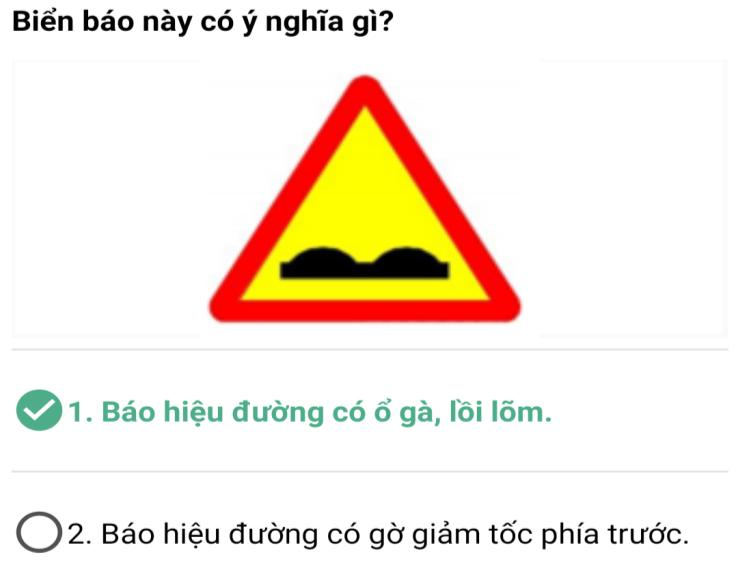 Biển báo này có ý nghĩa gì?
1. Báo hiệu đường có ổ gà, lồi lõm.
2. Báo hiệu đường có gờ giảm tốc phía trước.